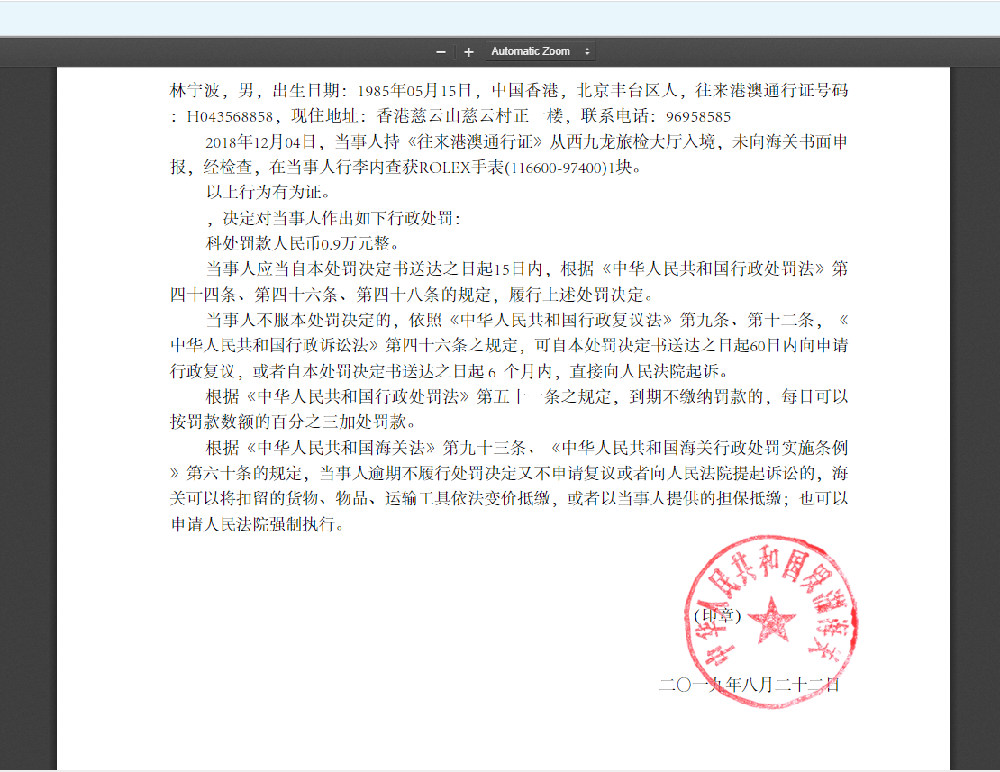 Automatic Zoom
林宁波，男，出生日期：1985年05月15日，中国香港，北京丰台区人，往来港澳通行证号码
：H043568858，现住地址：香港慈云山慈云村正一楼，联系电话：96958585
2018年12月04日，当事人持《往来港澳通行证》从西九龙旅检大厅入境，未向海关书面申
报，经检查，在当事人行李内查获ROLEX手表(116600-97400)1块。
以上行为有为证。
，决定对当事人作出如下行政处罚：
科处罚款人民币0.9万元整。
当事人应当自本处罚决定书送达之日起15日内，根据《中华人民共和国行政处罚法》第
四十四条、第四十六条、第四十八条的规定，履行上述处罚决定。
当事人不服本处罚决定的，依照《中华人民共和国行政复议法》第九条、第十二条，《
中华人民共和国行政诉讼法》第四十六条之规定，可自本处罚决定书送达之日起60日内向申请
行政复议，或者自本处罚决定书送达之日起 6 个月内，直接向人民法院起诉。
根据《中华人民共和国行政处罚法》第五十一条之规定，到期不缴纳罚款的，每日可以
按罚款数额的百分之三加处罚款。
根据《中华人民共和国海关法》第九十三条、《中华人民共和国海关行政处罚实施条例
》第六十条的规定，当事人逾期不履行处罚决定又不申请复议或者向人民法院提起诉讼的，海
关可以将扣留的货物、物品、运输工具依法变价抵缴，或者以当事人提供的担保抵缴；也可以
申请人民法院强制执行。
中华人民共和国罗湖海关
(印章)
二〇一九年八月二十二日